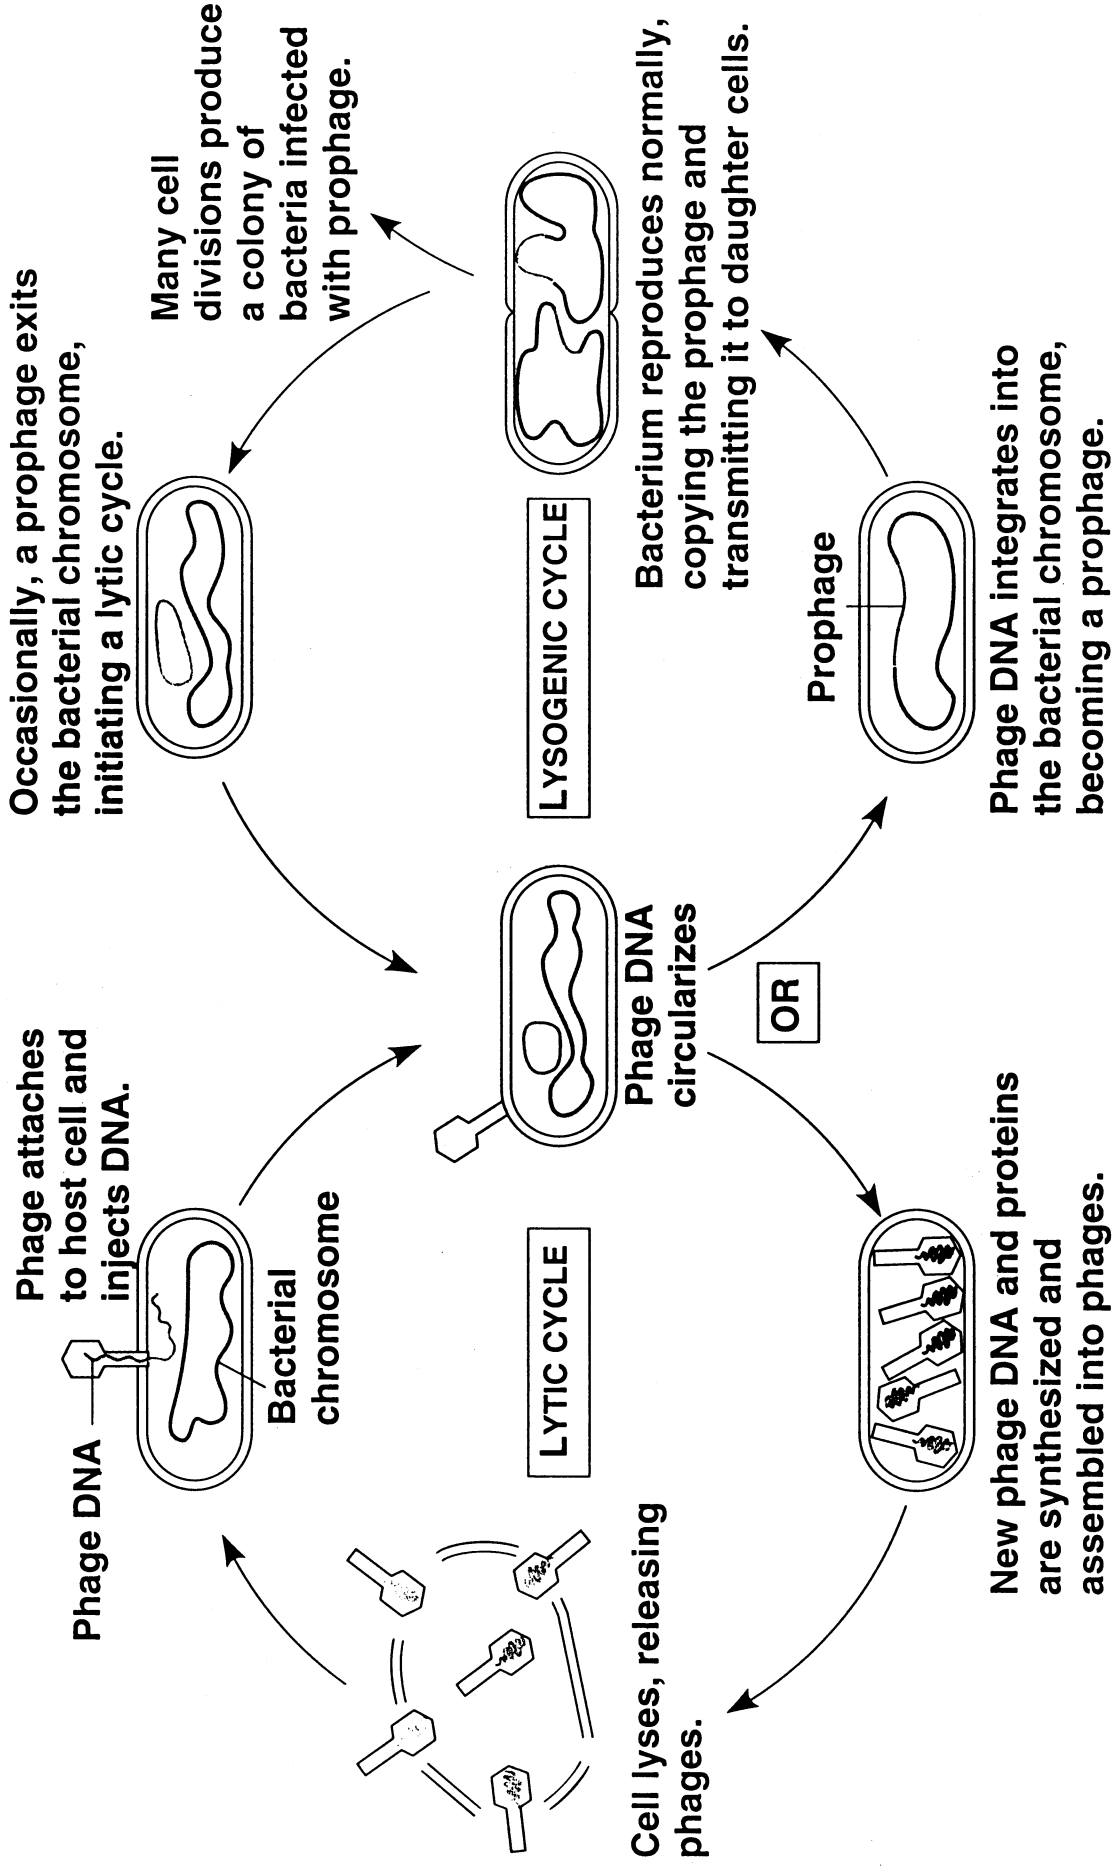 Phage DNA
Phage attaches
to host cell and
injects DNA.
Bacterial
chromosome
Occasionally, a prophage exits
the bacterial chromosome,
initiating a lytic cycle.
Many cell
divisions produce
a colony of
bacteria infected
with prophage.
Cell lyses, releasing
phages.
LYTIC CYCLE
Phage DNA
circularizes
LYSOGENIC CYCLE
Bacterium reproduces normally,
copying the prophage and
transmitting it to daughter cells.
OR
Prophage
New phage DNA and proteins
are synthesized and
assembled into phages.
Phage DNA integrates into
the bacterial chromosome,
becoming a prophage.